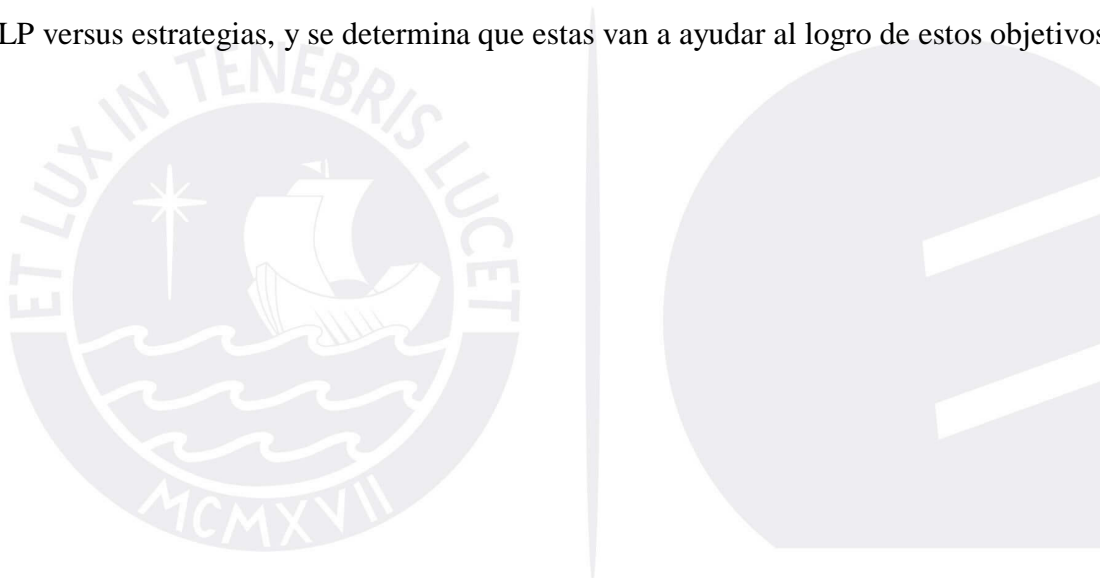 LP versus estrategias, y se determina que estas van a ayudar al logro de estos objetivos
ET LUX IN TENEBRIS LUCET
MCMXVII